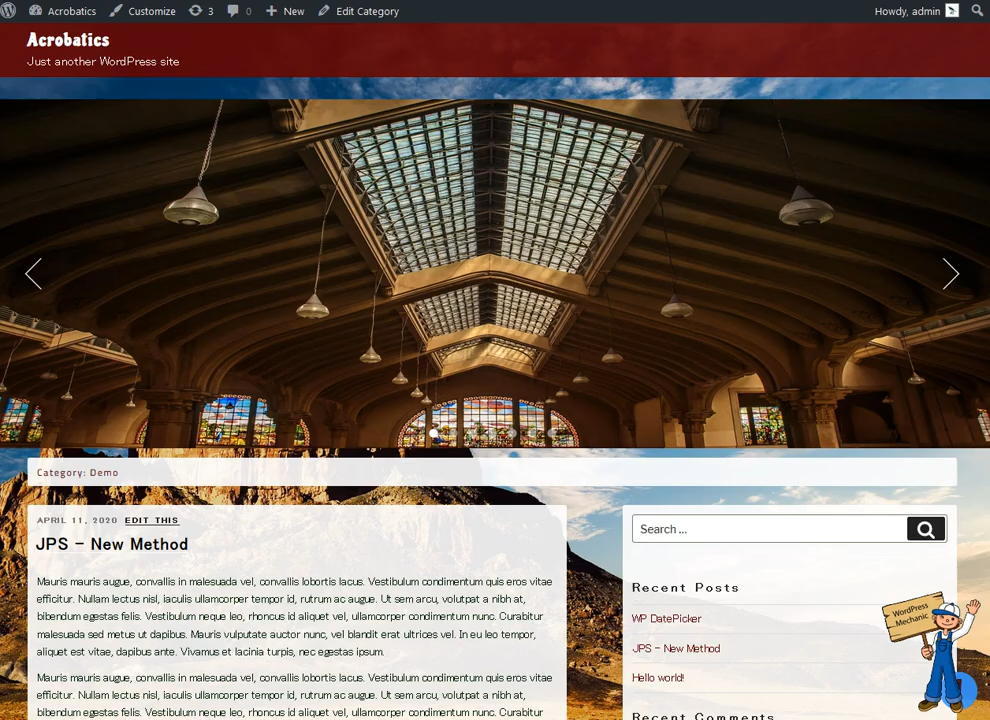 Acrobatics Customize 3 0 New Edit Category Howdy, admin
Acrobatics
Just another WordPress site
Category: Demo
APRIL 11, 2020 EDIT THIS
JPS - New Method
Mauris mauris augue, convallis in malesuada vel, convallis lobortis lacus. Vestibulum condimentum quis eros vitae
efficitur. Nullam lectus nisl, iaculis ullamcorper tempor id, rutrum ac augue. Ut sem arcu, volutpat a nibh at,
bibendum egestas felis. Vestibulum neque leo, rhoncus id aliquet vel, ullamcorper condimentum nunc. Curabitur
malesuada sed metus ut dapibus. Mauris vulputate auctor nunc, vel blandit erat ultrices vel. In eu leo tempor,
aliquet est vitae, dapibus ante. Vivamus et lacinia turpis, nec egestas ipsum.
Mauris mauris augue, convallis in malesuada vel, convallis lobortis lacus. Vestibulum condimentum quis eros vitae
efficitur. Nullam lectus nisl, iaculis ullamcorper tempor id, rutrum ac augue. Ut sem arcu, volutpat a nibh at,
bibendum egestas felis. Vestibulum neque leo, rhoncus id aliquet vel, ullamcorper condimentum nunc. Curabitur
Search ...
Recent Posts
WP DatePicker
JPS - New Method
Hello world!
Recent Comments
WordPress
Mechanic